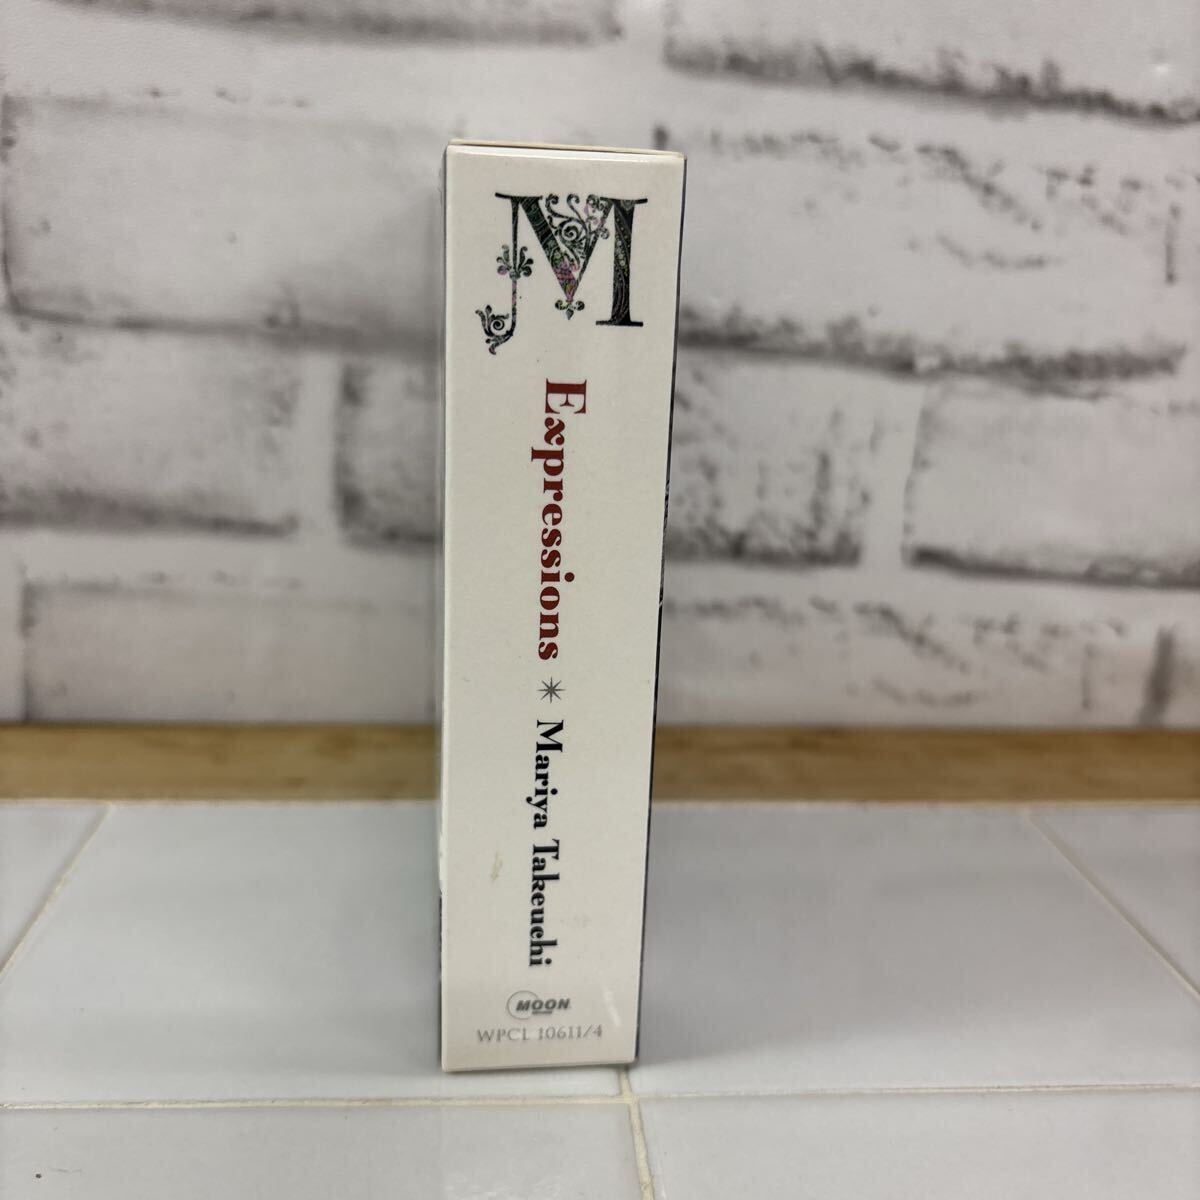 M
Expressions * Mariya Takeuchi
MOON
WPCL 10611/4